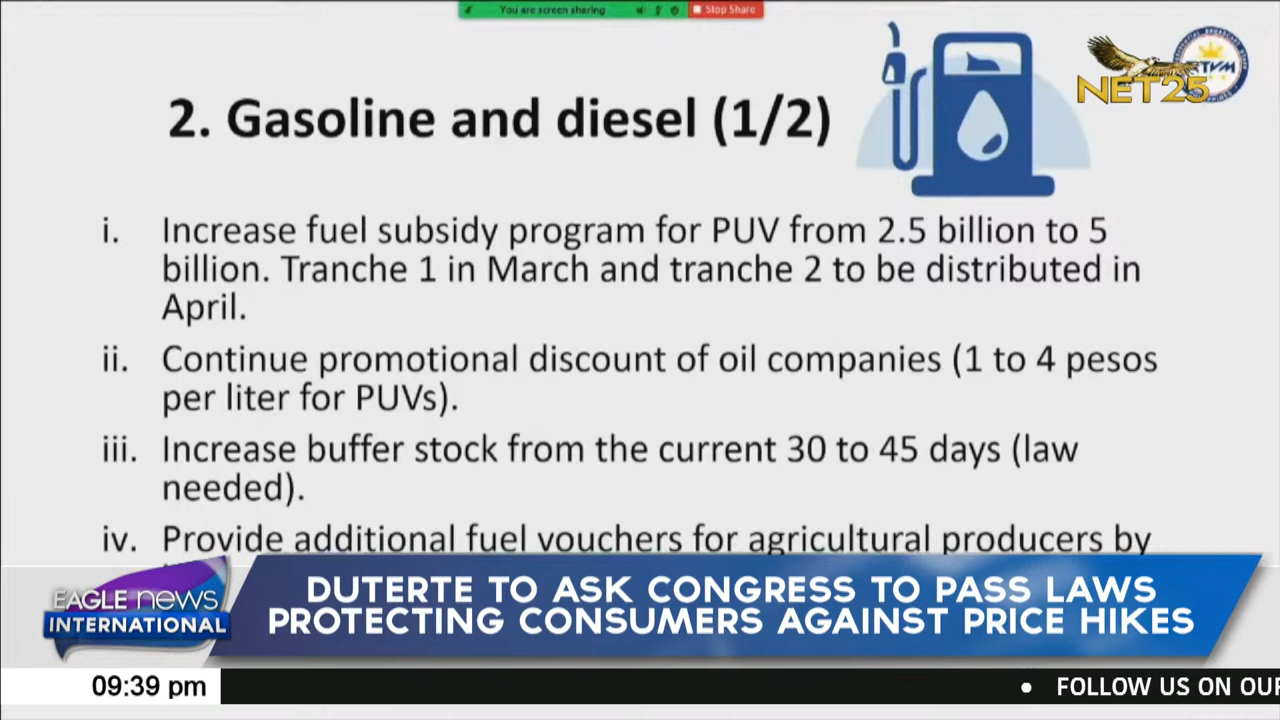 You are screen sharing
Stop Share
NET25
RTVM
2. Gasoline and diesel (1/2)
i. Increase fuel subsidy program for PUV from 2.5 billion to 5
billion. Tranche 1 in March and tranche 2 to be distributed in
April.
ii. Continue promotional discount of oil companies (1 to 4 pesos
per liter for PUVs).
iii. Increase buffer stock from the current 30 to 45 days (law
needed).
iv. Provide additional fuel vouchers for agricultural producers by
EAGLE NEWS
INTERNATIONAL
DUTERTE TO ASK CONGRESS TO PASS LAWS
PROTECTING CONSUMERS AGAINST PRICE HIKES
09:39 pm
• FOLLOW US ON OUR